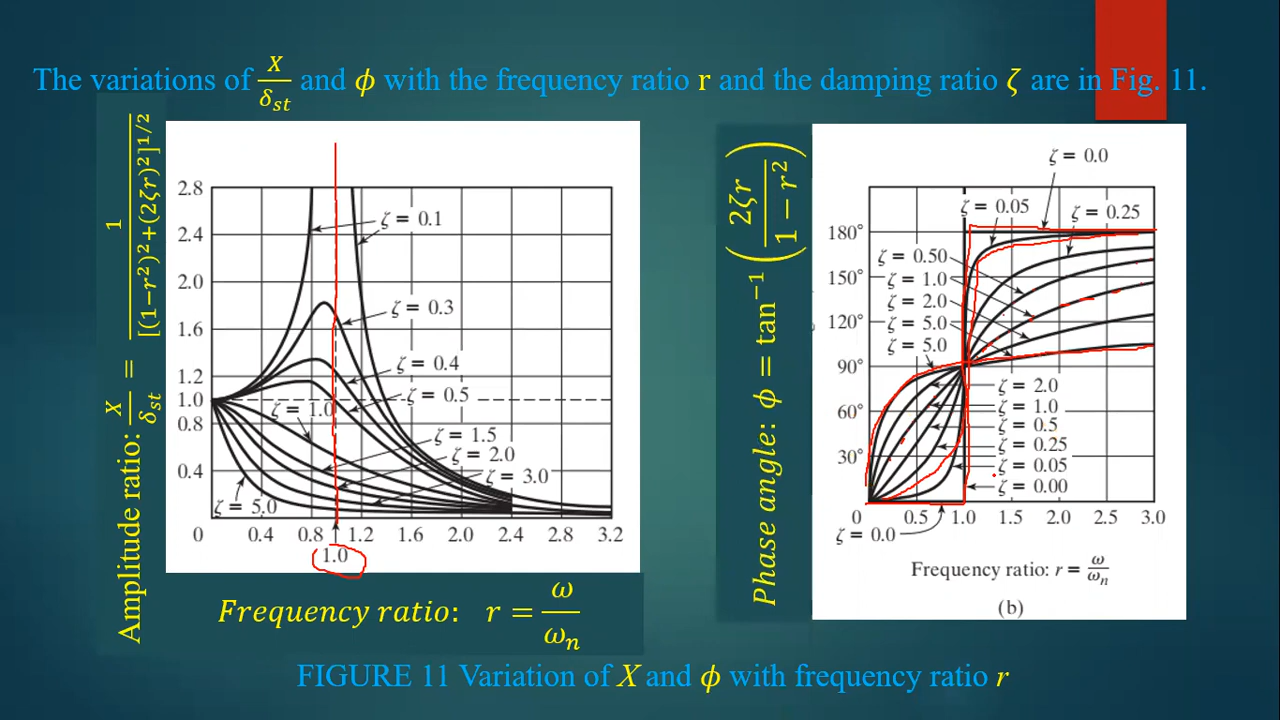 The variations of X/δst and ϕ with the frequency ratio r and the damping ratio ζ are in Fig. 11.
Amplitude ratio: X/δst = 1/[(1−r²)²+(2ζr)²]^1/2
2.8
2.4
2.0
1.6
1.2
1.0
0.8
0.4
ζ = 0.1
ζ = 0.3
ζ = 0.4
ζ = 0.5
ζ = 1.0
ζ = 1.5
ζ = 2.0
ζ = 3.0
ζ = 5.0
0 0.4 0.8 1.2 1.6 2.0 2.4 2.8 3.2
1.0
Frequency ratio: r = ω/ωn
Phase angle: ϕ = tan⁻¹ (2ζr/1 − r²)
ζ = 0.0
ζ = 0.05
ζ = 0.25
180°
150°
120°
90°
60°
30°
ζ = 0.50
ζ = 1.0
ζ = 2.0
ζ = 5.0
ζ = 5.0
ζ = 2.0
ζ = 1.0
ζ = 0.5
ζ = 0.25
ζ = 0.05
ζ = 0.00
0 0.5 1.0 1.5 2.0 2.5 3.0
ζ = 0.0
Frequency ratio: r = ω/ωn
(b)
FIGURE 11 Variation of X and ϕ with frequency ratio r